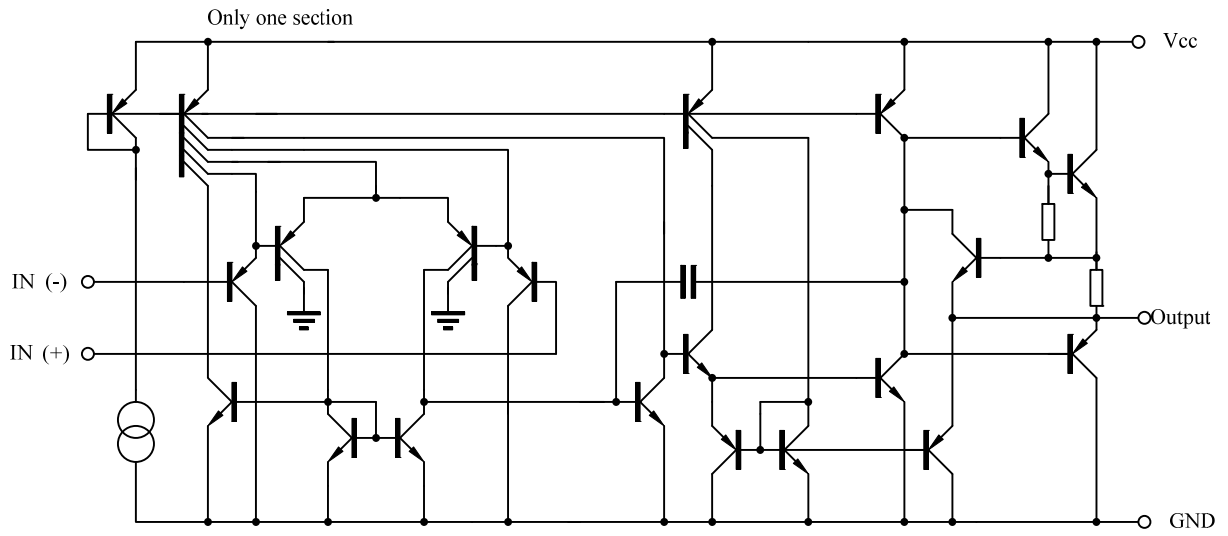 Only one section
Vcc
IN (-)
Output
IN (+)
GND